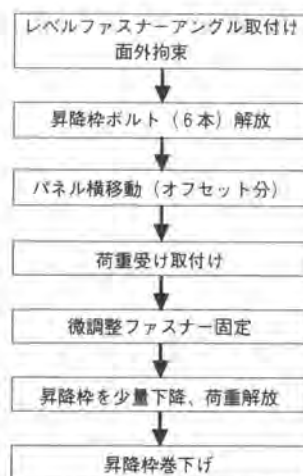 レベルファスナーアングル取付け
面外拘束
昇降枠ボルト（6本）解放
パネル横移動（オフセット分）
荷重受け取付け
微調整ファスナー固定
昇降枠を少量下降、荷重解放
昇降枠巻下げ